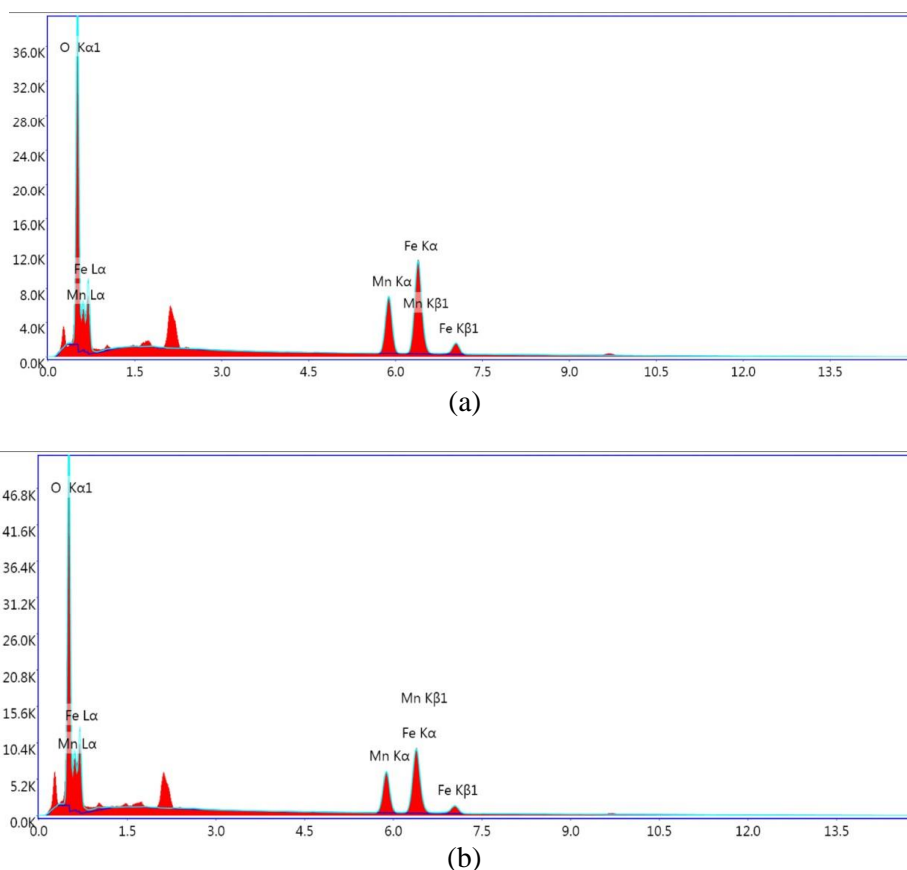 36.0K
O Kα1
32.0K
28.0K
24.0K
20.0K
16.0K
12.0K
Fe Kα
Fe Lα
Mn Kα
8.0K
Mn Lα
Mn Kβ1
Fe Kβ1
4.0K
0.0K
0.0 1.5 3.0 4.5 6.0 7.5 9.0 10.5 12.0 13.5
(a)
O Kα1
46.8K
41.6K
36.4K
31.2K
26.0K
20.8K
Mn Kβ1
15.6K
Fe Lα
Fe Kα
10.4K
Mn Lα
Mn Kα
5.2K
Fe Kβ1
0.0K
0.0 1.5 3.0 4.5 6.0 7.5 9.0 10.5 12.0 13.5
(b)